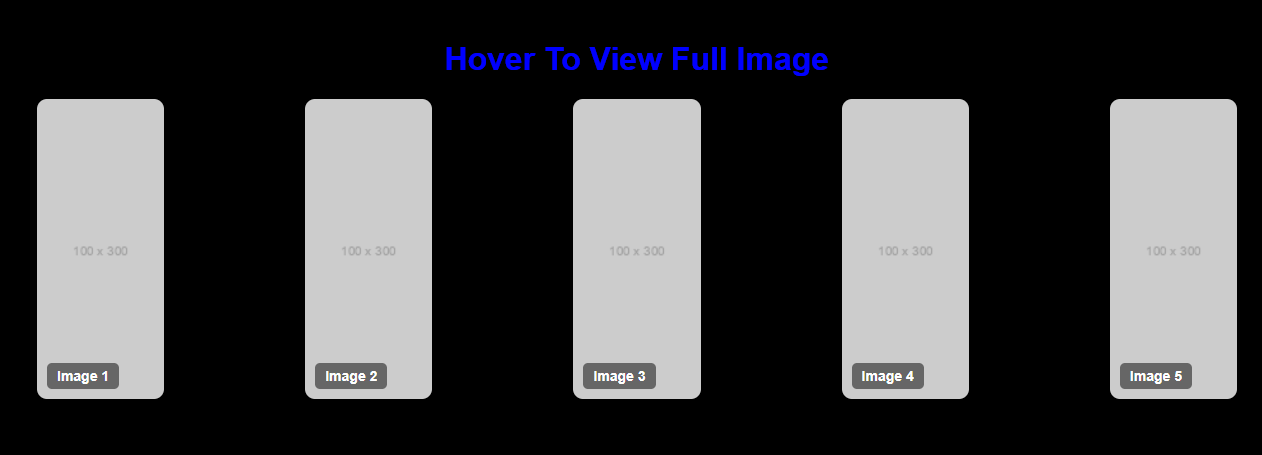 Hover To View Full Image
100 x 300
100 x 300
100 x 300
100 x 300
100 x 300
Image 1
Image 2
Image 3
Image 4
Image 5